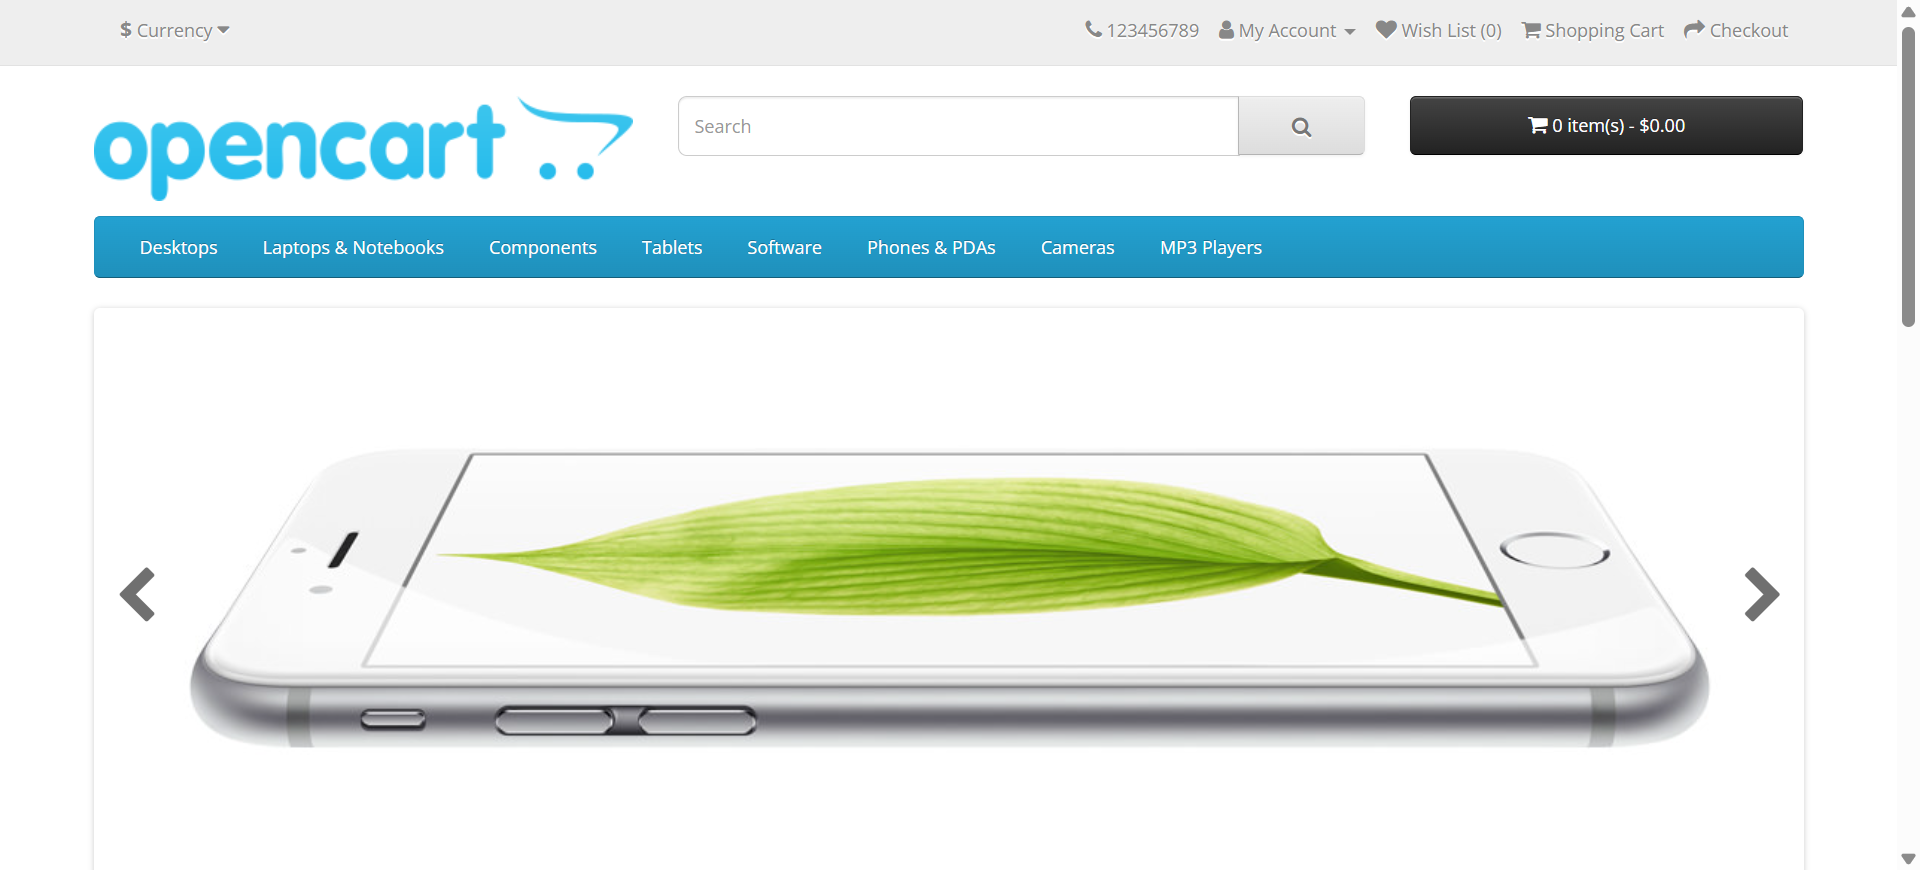 $ Currency
123456789 My Account Wish List (0) Shopping Cart Checkout
opencart
Search
0 item(s) - $0.00
Desktops Laptops & Notebooks Components Tablets Software Phones & PDAs Cameras MP3 Players